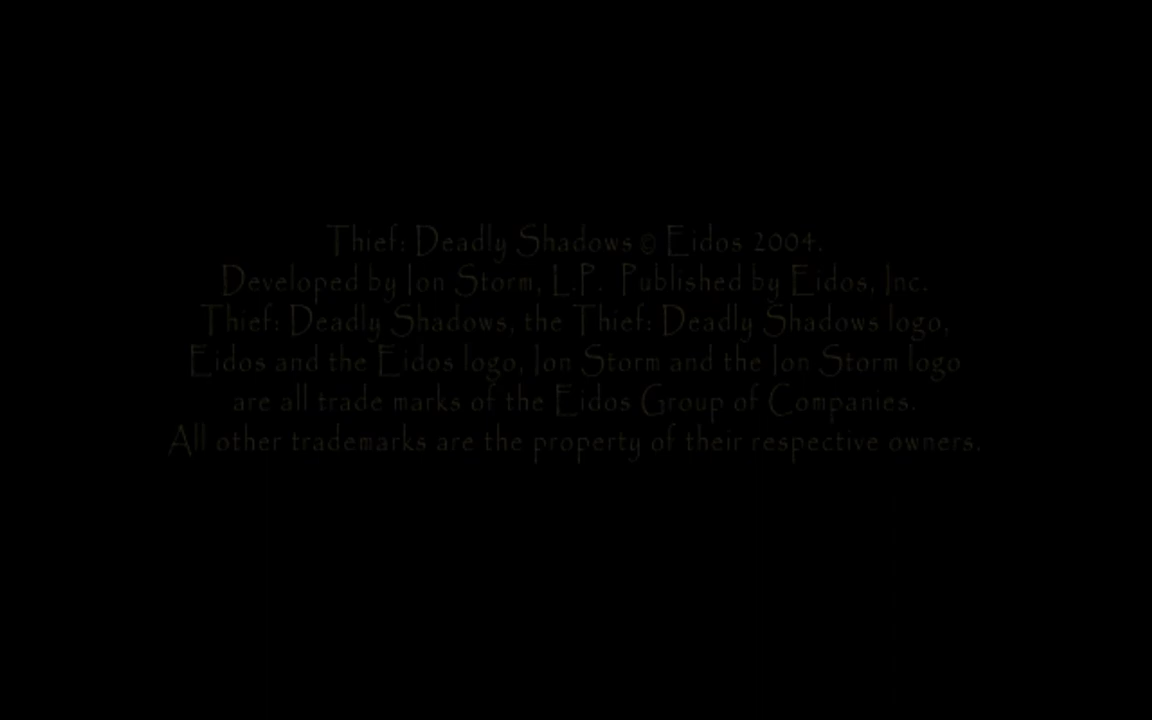 Thief: Deadly Shadows © Eidos 2004.
Developed by Ion Storm, L.P. Published by Eidos, Inc.
Thief: Deadly Shadows, the Thief: Deadly Shadows logo,
Eidos and the Eidos logo, Ion Storm and the Ion Storm logo
are all trade marks of the Eidos Group of Companies.
All other trademarks are the property of their respective owners.